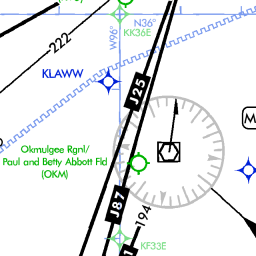 N36°
KK36E
W96°
222
KLAWW
J25
M
Okmulgee Rgnl/
Paul and Betty Abbott Fld
(OKM)
J87
194
KF33E